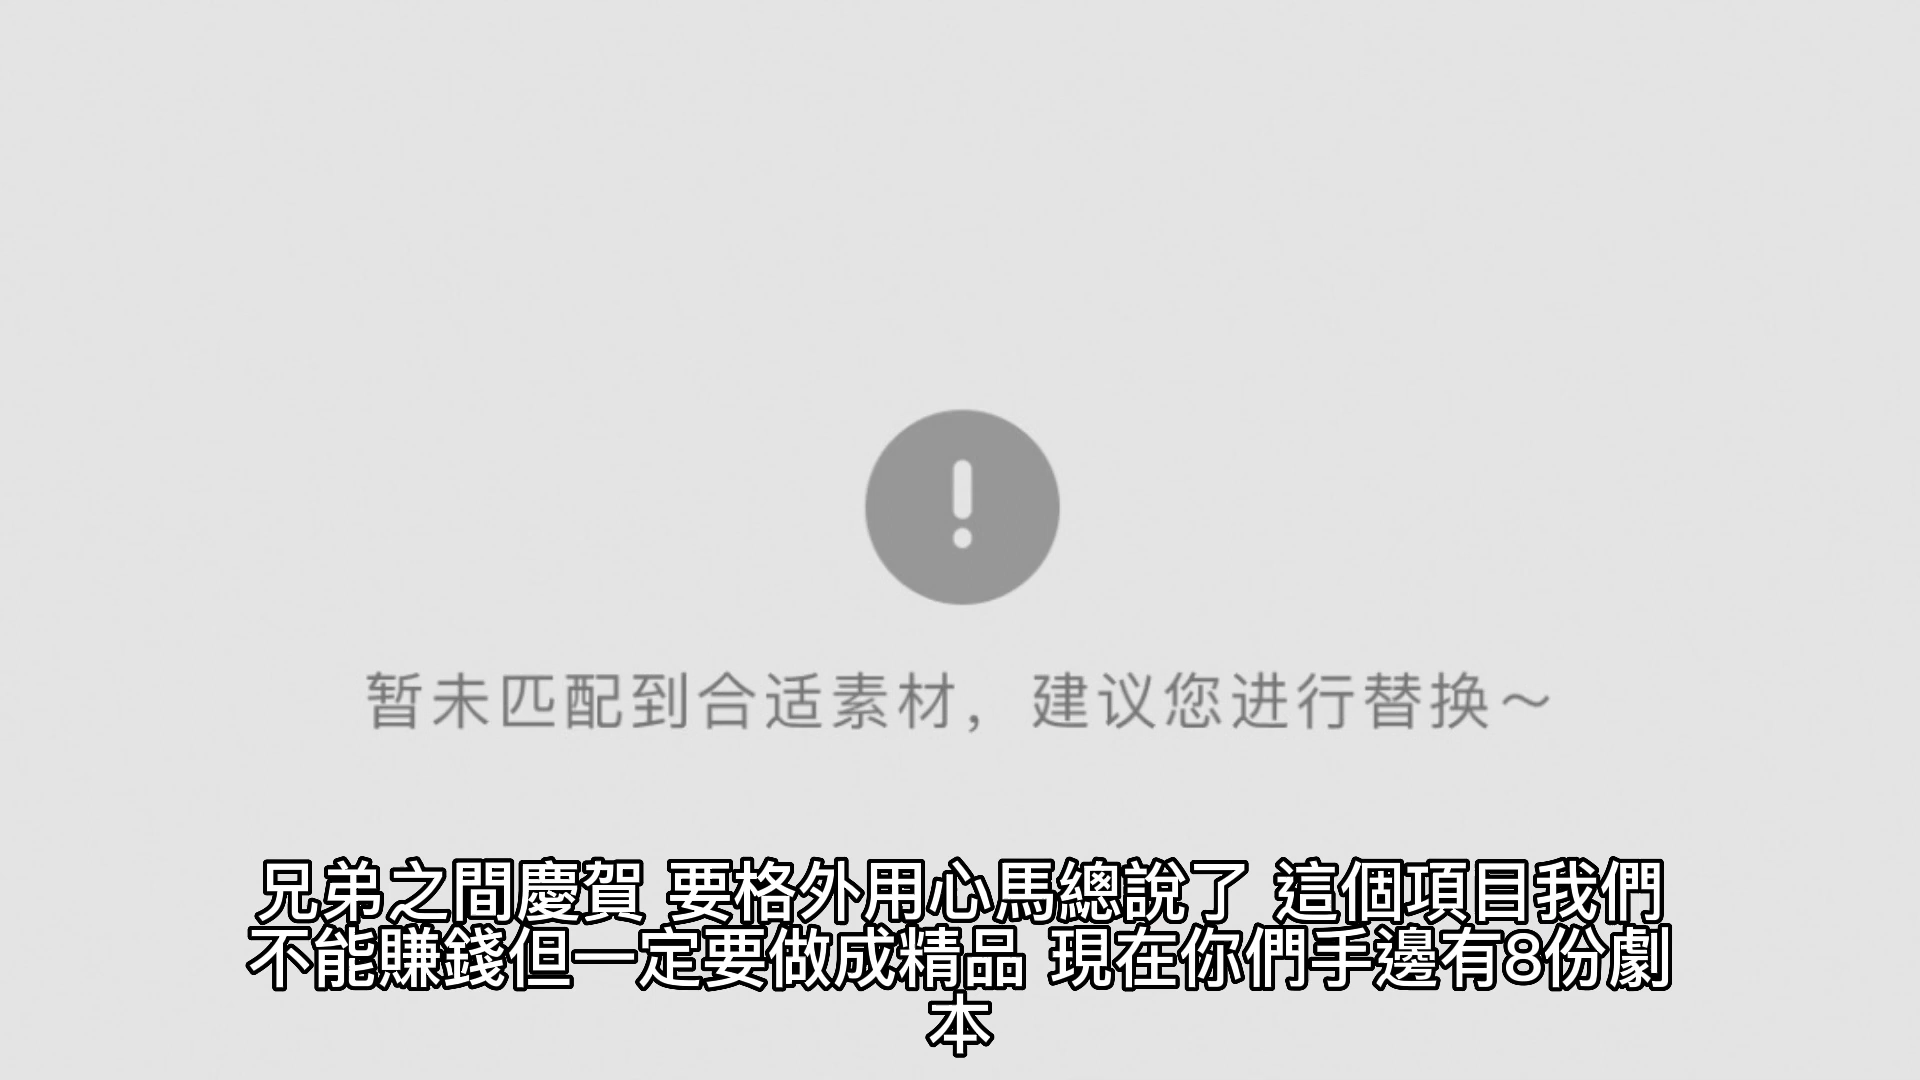 暂未匹配到合适素材，建议您进行替换～
兄弟之間慶賀 要格外用心馬總說了 這個項目我們
不能賺錢但一定要做成精品 現在你們手邊有8份劇
本